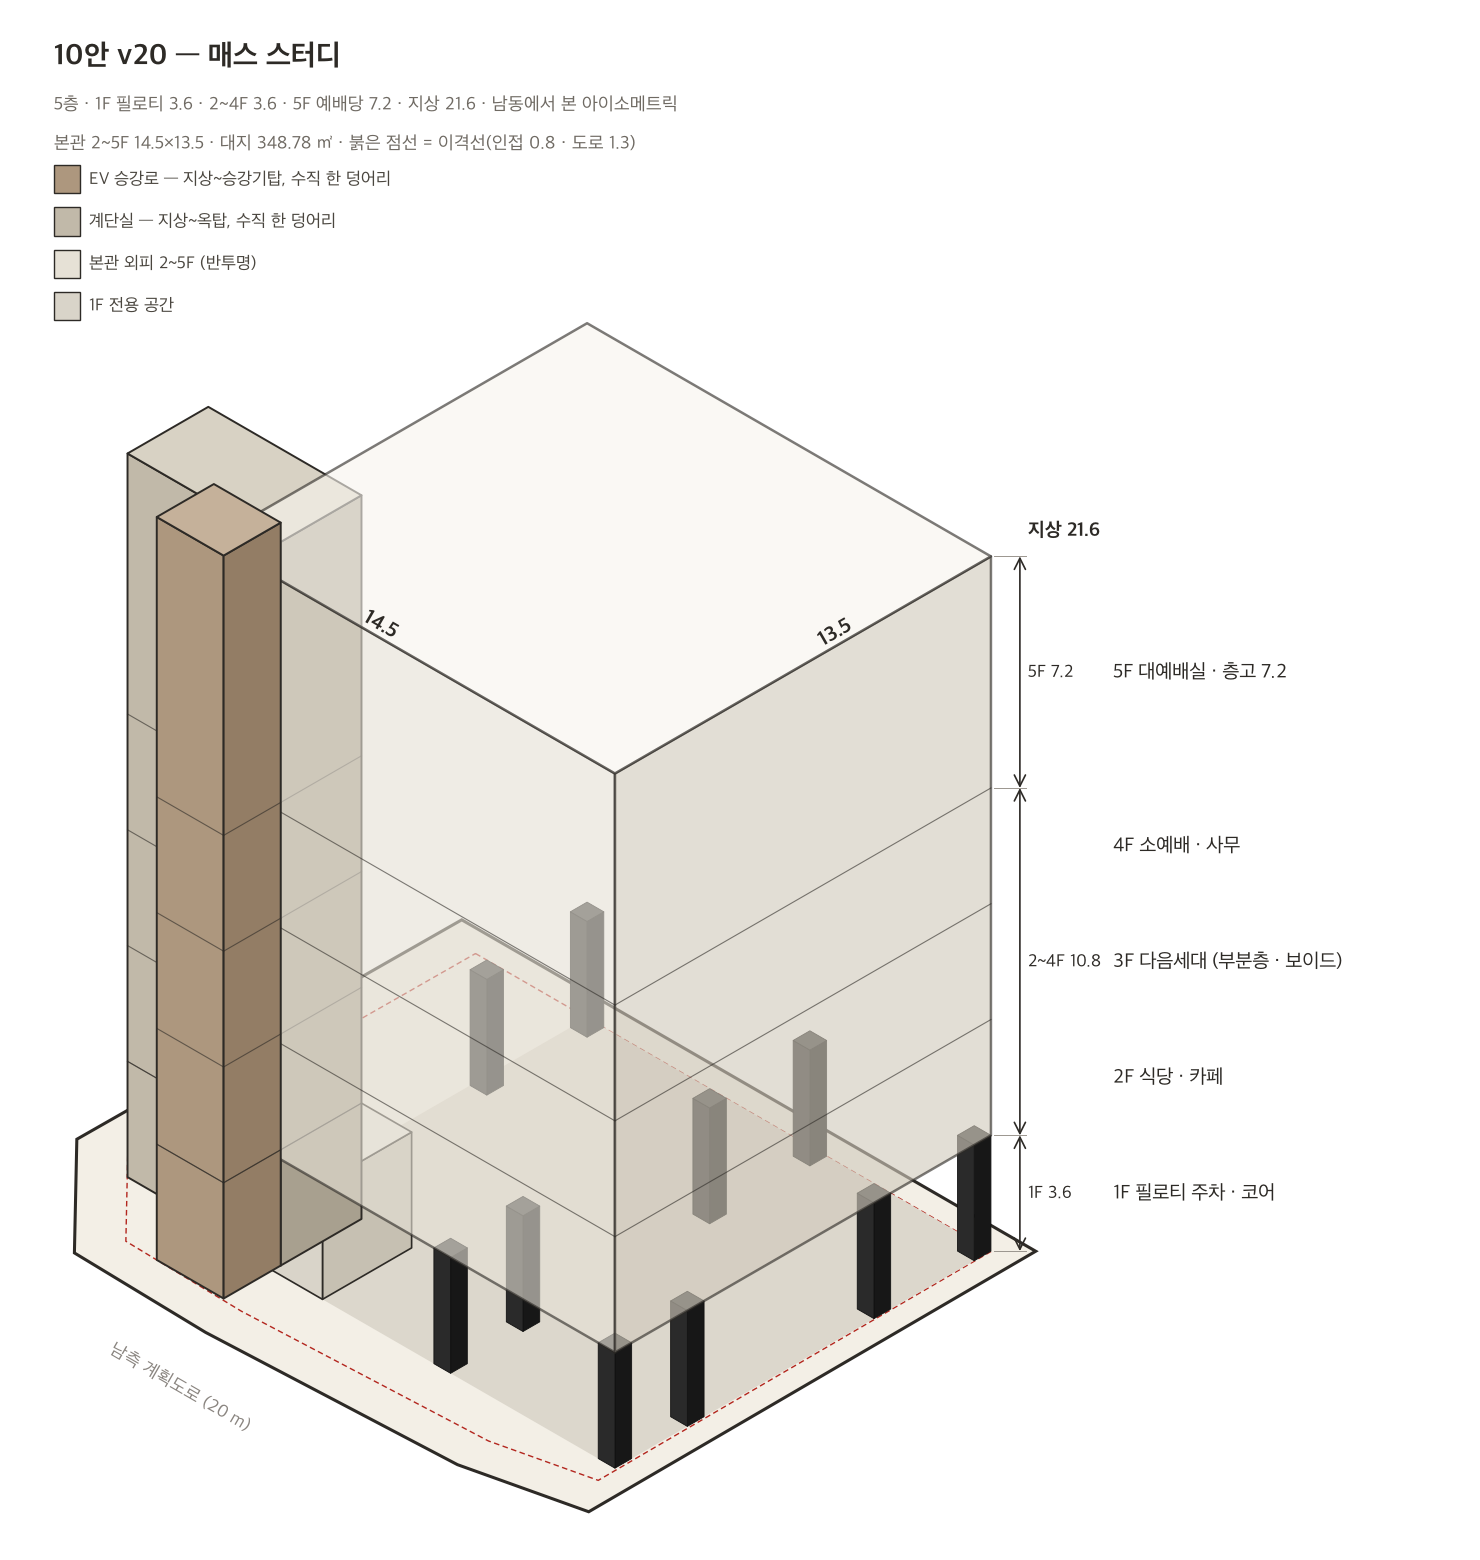 10안 v20 — 매스 스터디
5층 · 1F 필로티 3.6 · 2~4F 3.6 · 5F 예배당 7.2 · 지상 21.6 · 남동에서 본 아이소메트릭
본관 2~5F 14.5×13.5 · 대지 348.78 ㎡ · 붉은 점선 = 이격선(인접 0.8 · 도로 1.3)
EV 승강로 — 지상~승강기탑, 수직 한 덩어리
계단실 — 지상~옥탑, 수직 한 덩어리
본관 외피 2~5F (반투명)
1F 전용 공간
지상 21.6
14.5
13.5
5F 7.2
5F 대예배실 · 층고 7.2
4F 소예배 · 사무
2~4F 10.8
3F 다음세대 (부분층 · 보이드)
2F 식당 · 카페
1F 3.6
1F 필로티 주차 · 코어
남측 계획도로 (20 m)